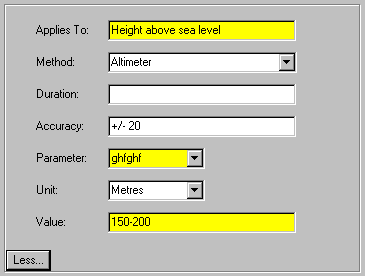 Applies To: Height above sea level
Method: Altimeter
Duration:
Accuracy: +/- 20
Parameter: ghfghf
Unit: Metres
Value: 150-200
Less...